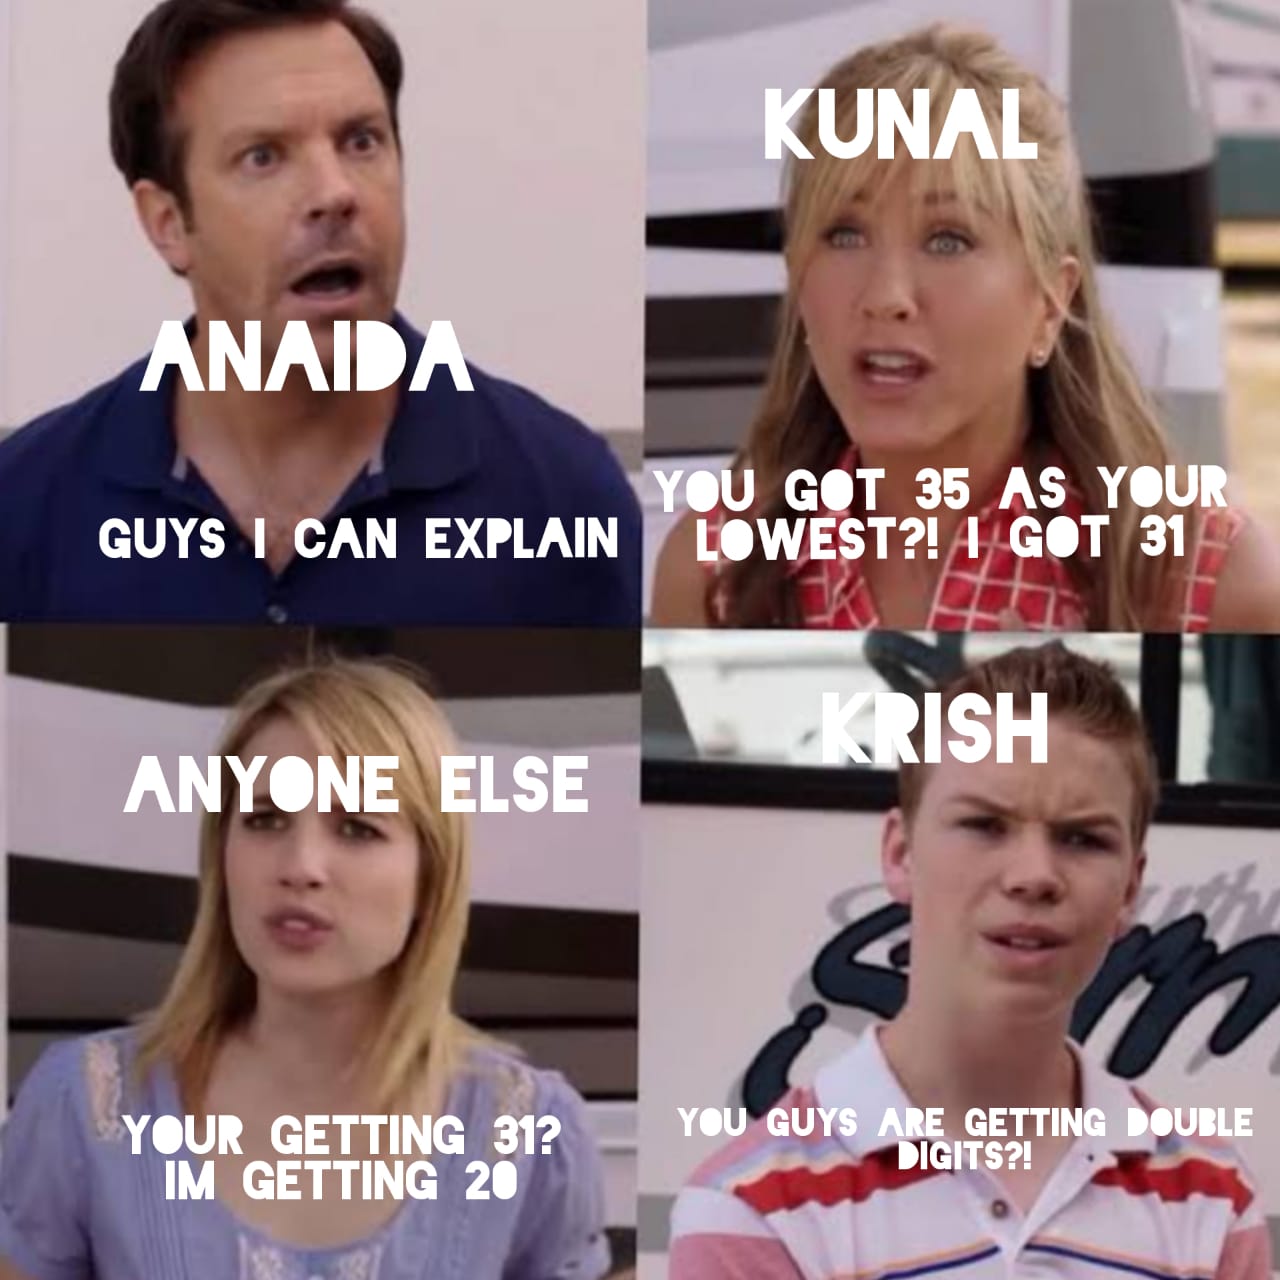 ANAIDA
GUYS I CAN EXPLAIN
KUNAL
YOU GOT 35 AS YOUR
LOWEST?! I GOT 31
ANYONE ELSE
YOUR GETTING 31?
IM GETTING 20
KRISH
YOU GUYS ARE GETTING DOUBLE
DIGITS?!